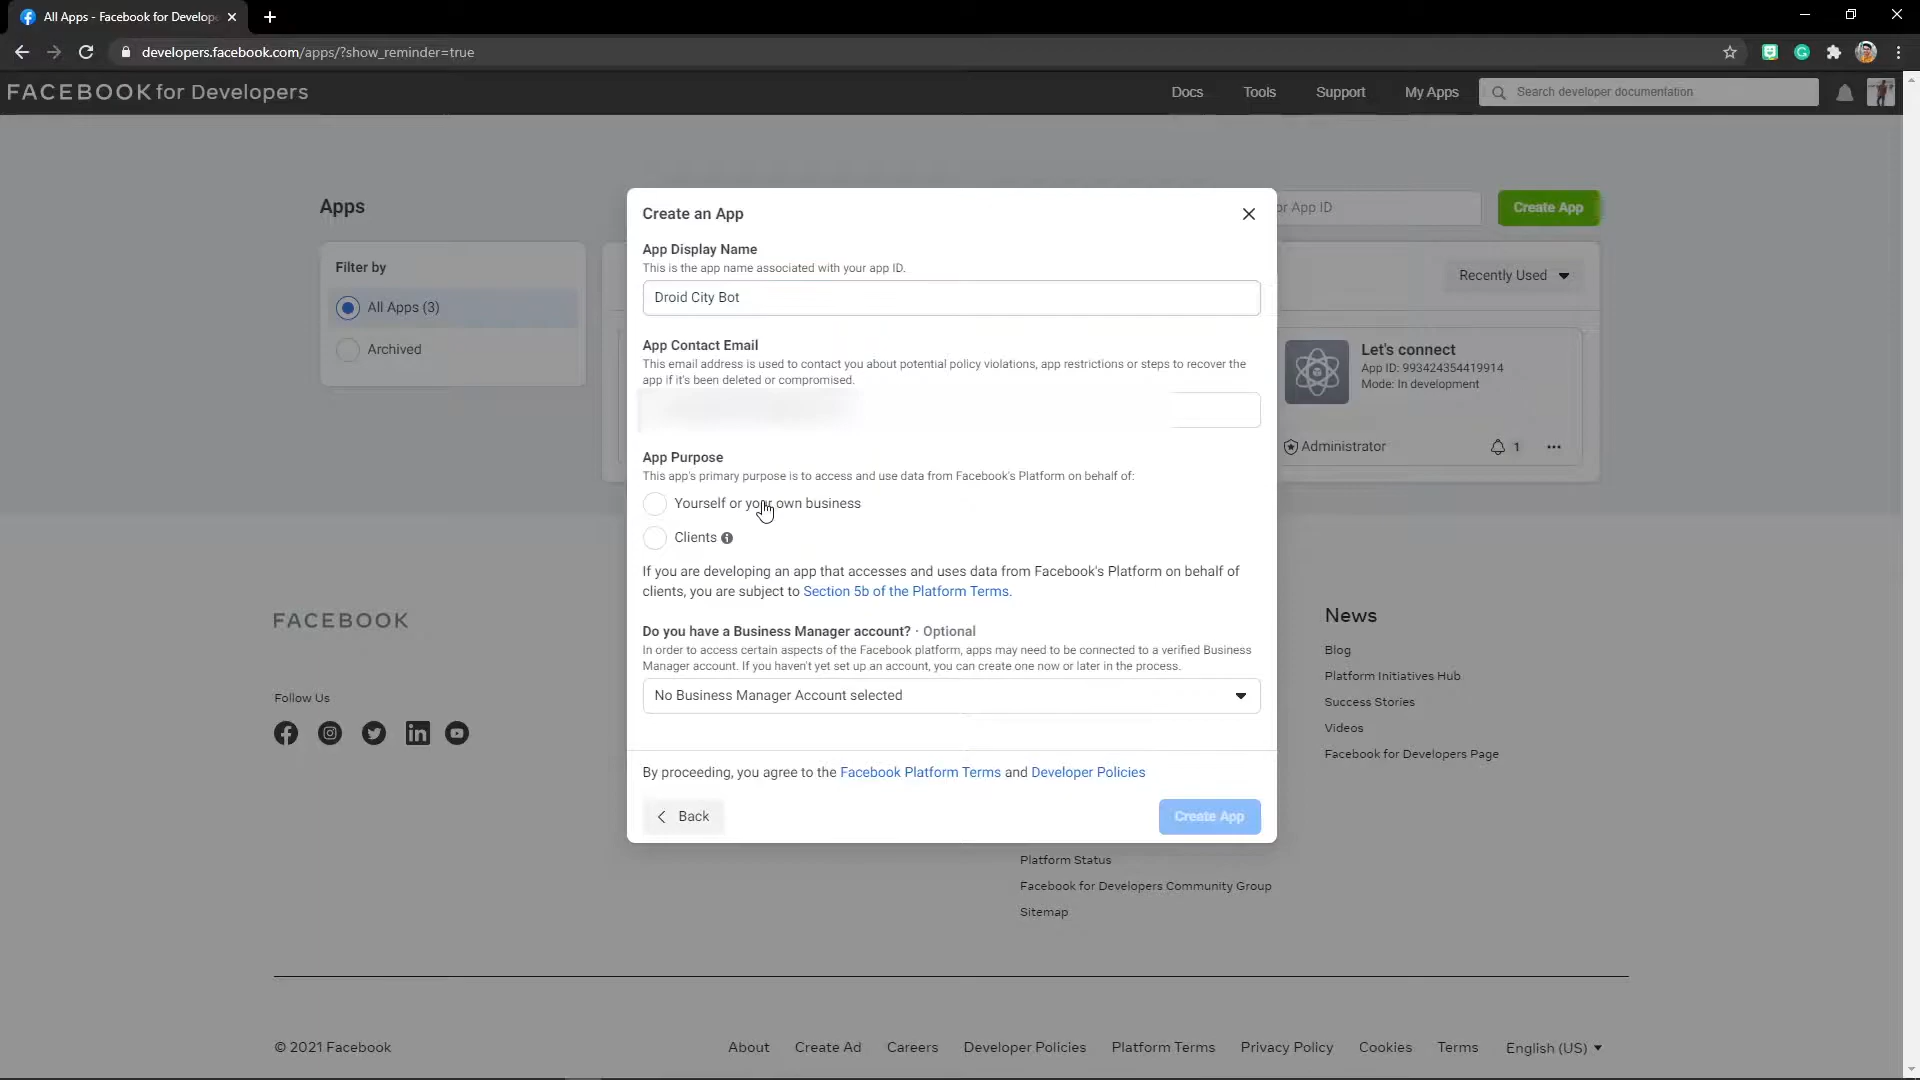 All Apps - Facebook for Develop
developers.facebook.com/apps/?show_reminder=true
FACEBOOK for Developers
Docs
Tools
Support
My Apps
Search developer documentation
Apps
or App ID
Create App
Filter by
All Apps (3)
Archived
Recently Used
Let's connect
App ID: 993424354419914
Mode: In development
Administrator
1
Create an App
App Display Name
This is the app name associated with your app ID.
Droid City Bot
App Contact Email
This email address is used to contact you about potential policy violations, app restrictions or steps to recover the
app if it's been deleted or compromised.
App Purpose
This app's primary purpose is to access and use data from Facebook's Platform on behalf of:
Yourself or your own business
Clients
If you are developing an app that accesses and uses data from Facebook's Platform on behalf of
clients, you are subject to Section 5b of the Platform Terms.
Do you have a Business Manager account? · Optional
In order to access certain aspects of the Facebook platform, apps may need to be connected to a verified Business
Manager account. If you haven't yet set up an account, you can create one now or later in the process.
No Business Manager Account selected
By proceeding, you agree to the Facebook Platform Terms and Developer Policies
Back
Create App
FACEBOOK
Follow Us
News
Blog
Platform Initiatives Hub
Success Stories
Videos
Facebook for Developers Page
Platform Status
Facebook for Developers Community Group
Sitemap
© 2021 Facebook
About
Create Ad
Careers
Developer Policies
Platform Terms
Privacy Policy
Cookies
Terms
English (US)